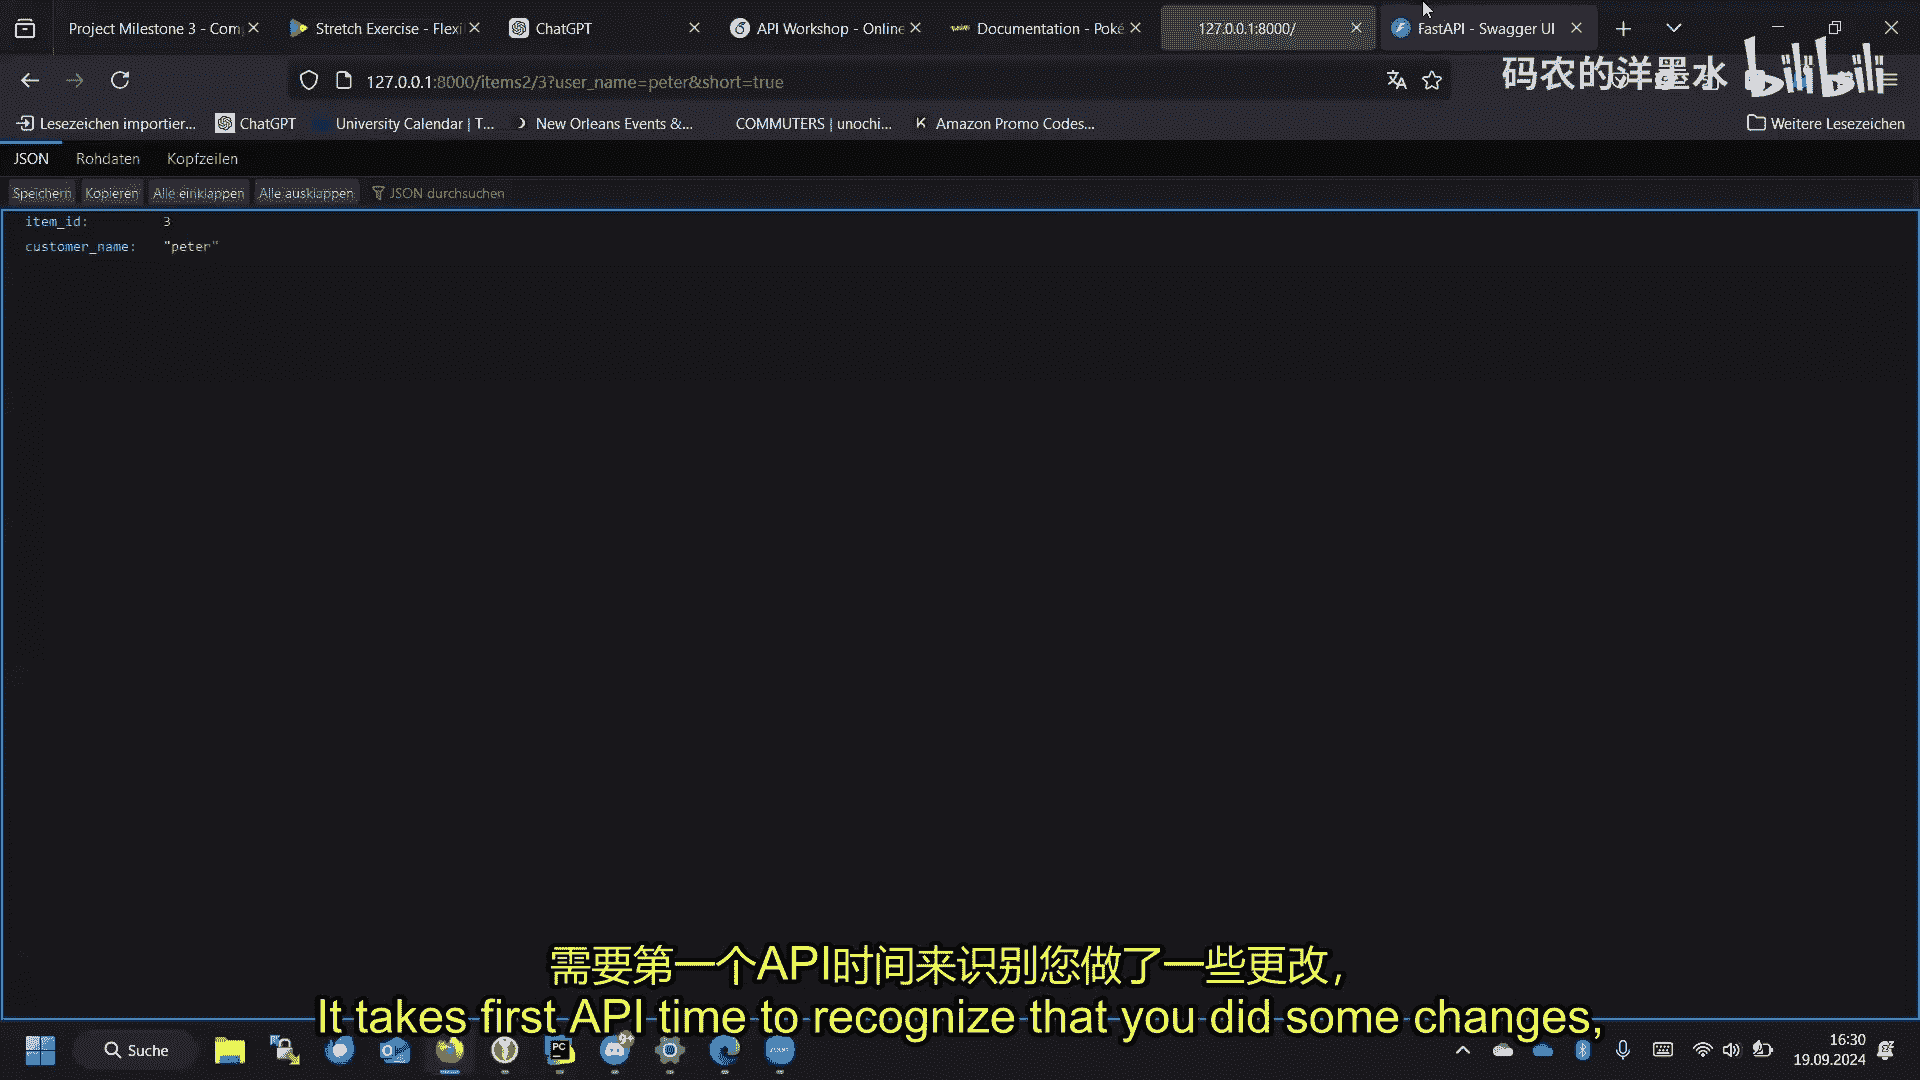 Project Milestone 3 - Com
Stretch Exercise - Flexi
ChatGPT
API Workshop - Online
Documentation - Poké
127.0.0.1:8000/
FastAPI - Swagger UI
127.0.0.1:8000/items2/3?user_name=peter&short=true
码农的洋墨水 bilibili
Lesezeichen importier...
ChatGPT
University Calendar | T...
New Orleans Events &...
COMMUTERS | unochi...
K Amazon Promo Codes...
Weitere Lesezeichen
JSON
Rohdaten
Kopfzeilen
Speichern
Kopieren
Alle einklappen
Alle ausklappen
JSON durchsuchen
item_id: 3
customer_name: "peter"
需要第一个API时间来识别您做了一些更改，
It takes first API time to recognize that you did some changes,
Suche
PC
9+
16:30
19.09.2024